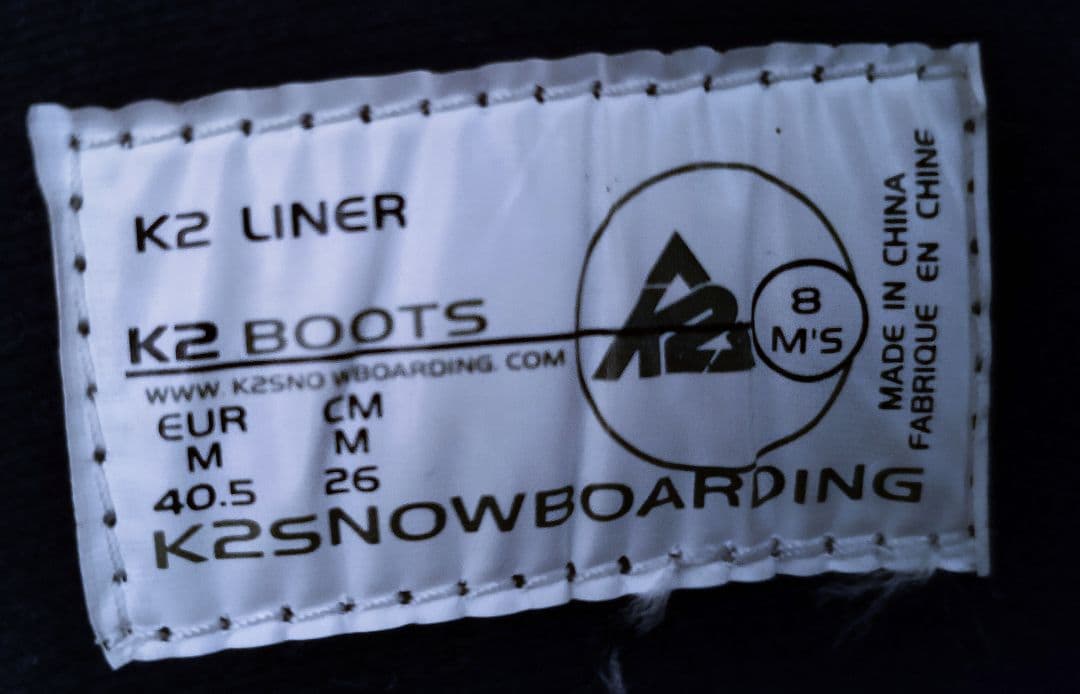 K2 LINER
K2 BOOTS
WWW.K2SNOWBOARDING.COM
EUR CM
M M
40.5 26
K2SNOWBOARDING
K2
8
M'S
MADE IN CHINA
FABRIQUE EN CHINE